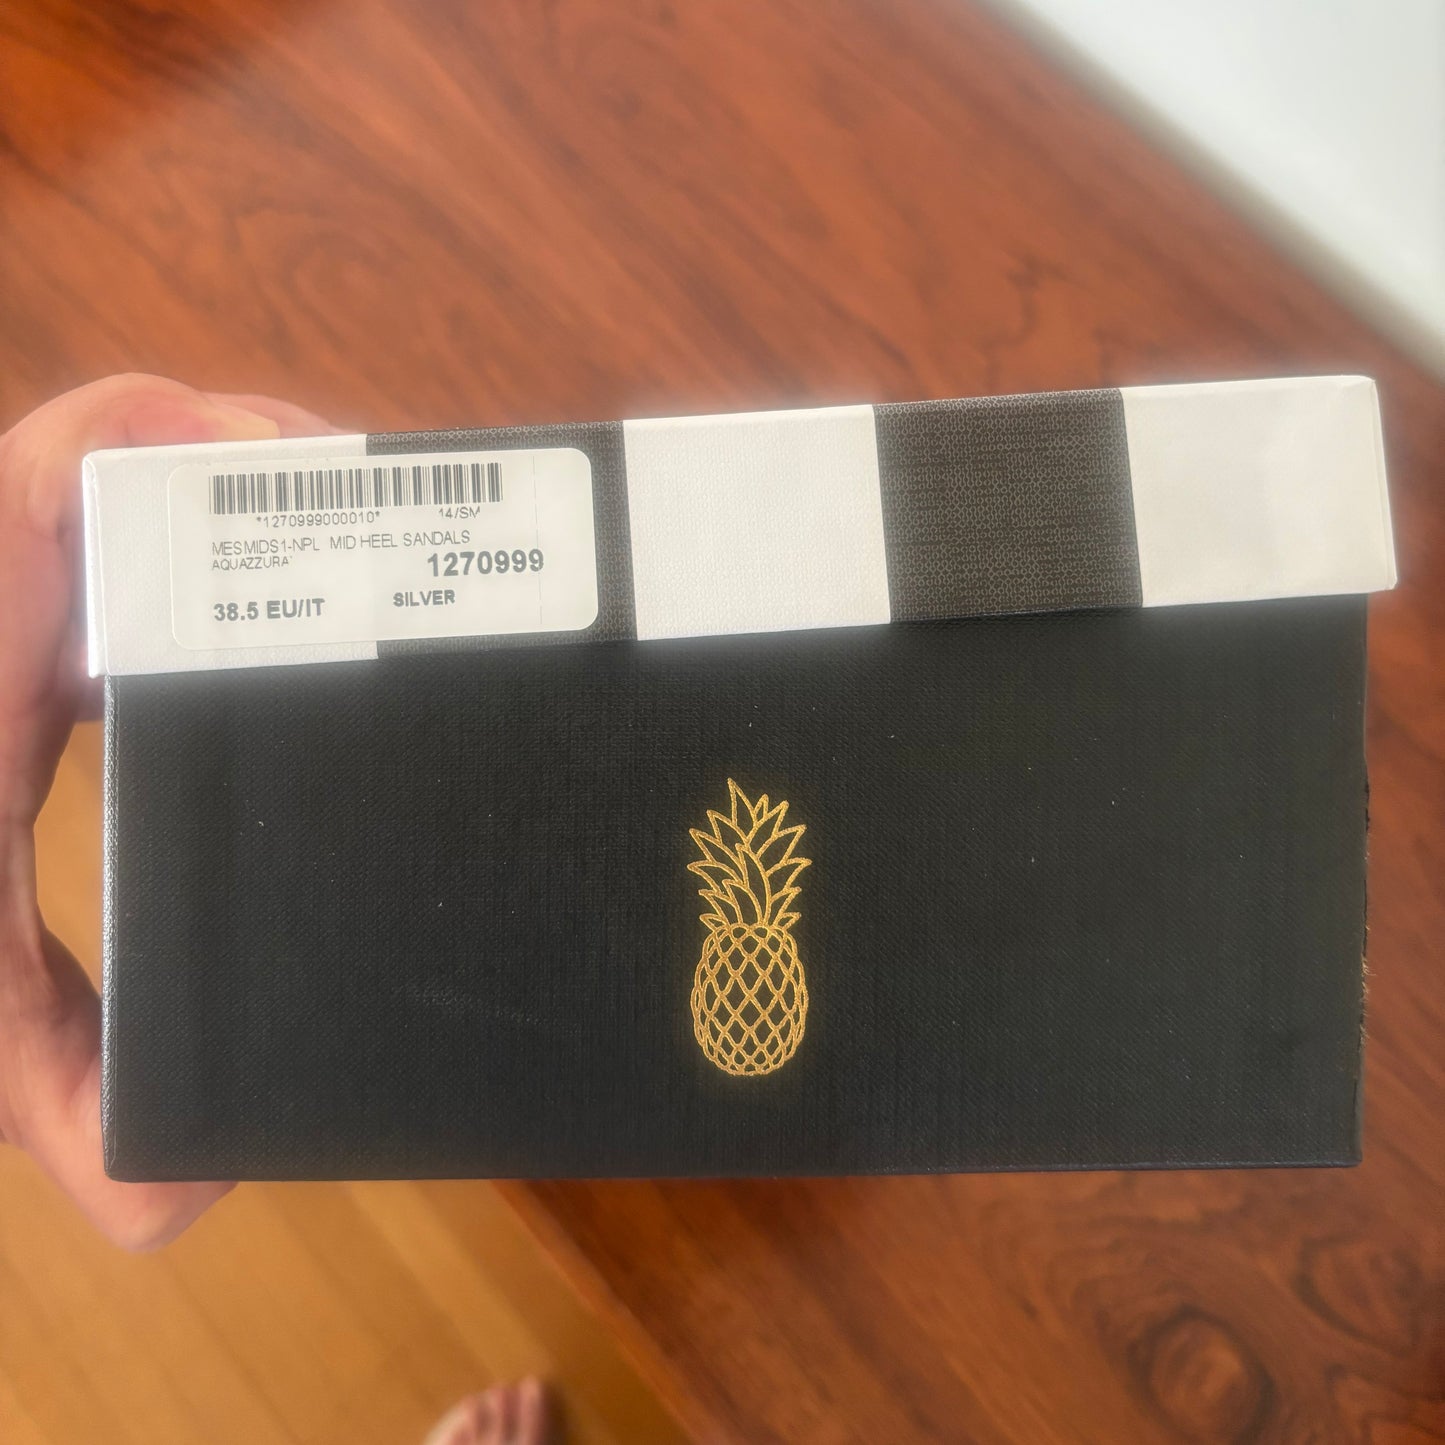 *1270999000010* 14/SM
MESMIDS1-NPL MID HEEL SANDALS
AQUAZZURA`
1270999
38.5 EU/IT SILVER